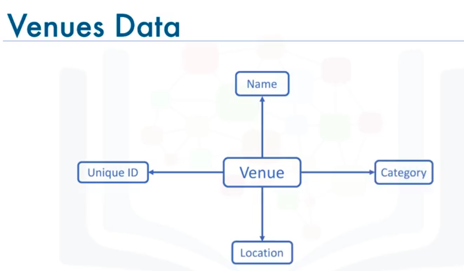 Venues Data
Name
Unique ID
Venue
Category
Location